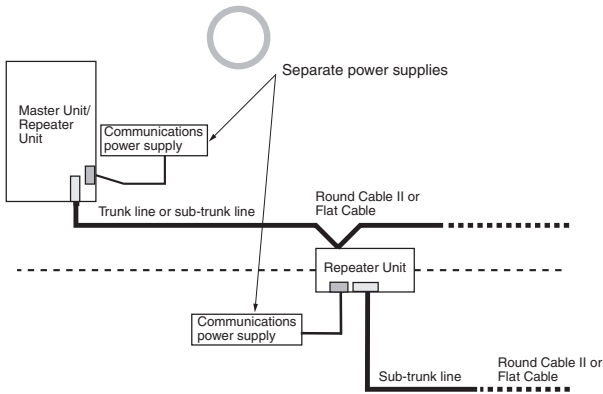 Separate power supplies
Master Unit/
Repeater
Unit
Communications
power supply
Trunk line or sub-trunk line
Round Cable II or
Flat Cable
Repeater Unit
Communications
power supply
Sub-trunk line
Round Cable II or
Flat Cable